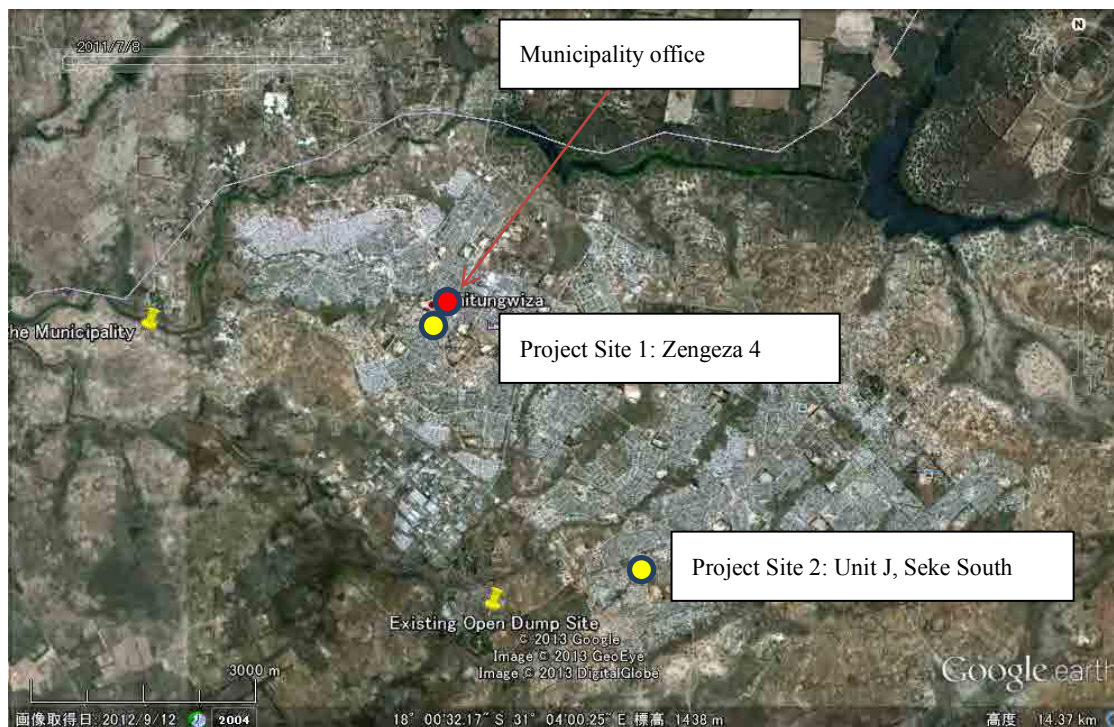 2011/7/8
N
Municipality office
hitungwiza
he Municipality
Project Site 1: Zengeza 4
Project Site 2: Unit J, Seke South
Existing Open Dump Site
© 2013 Google
Image © 2013 GeoEye
Image © 2013 DigitalGlobe
3000 m
Google earth
画像取得日: 2012/9/12 2004 18° 00'32.17" S 31° 04'00.25" E 標高 1438 m 高度 14.37 km